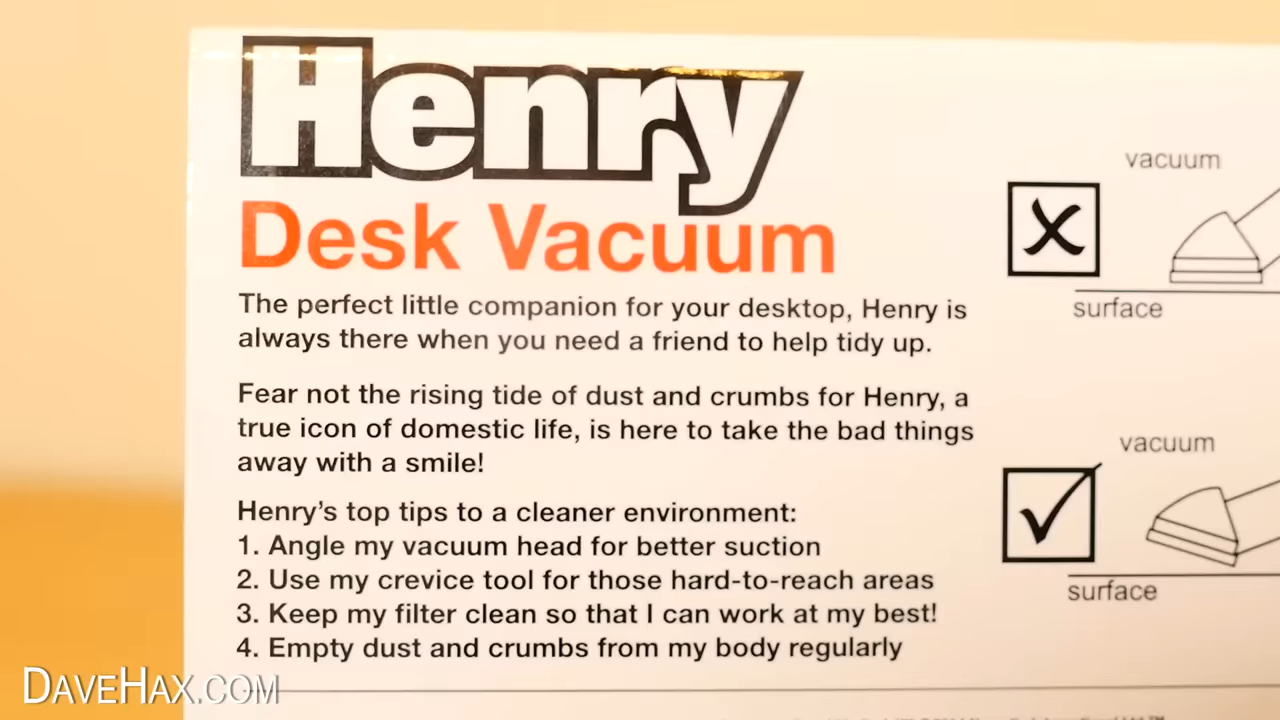 Henry
Desk Vacuum
The perfect little companion for your desktop, Henry is
always there when you need a friend to help tidy up.
Fear not the rising tide of dust and crumbs for Henry, a
true icon of domestic life, is here to take the bad things
away with a smile!
Henry's top tips to a cleaner environment:
1. Angle my vacuum head for better suction
2. Use my crevice tool for those hard-to-reach areas
3. Keep my filter clean so that I can work at my best!
4. Empty dust and crumbs from my body regularly
vacuum
surface
vacuum
surface
DAVEHAX.COM